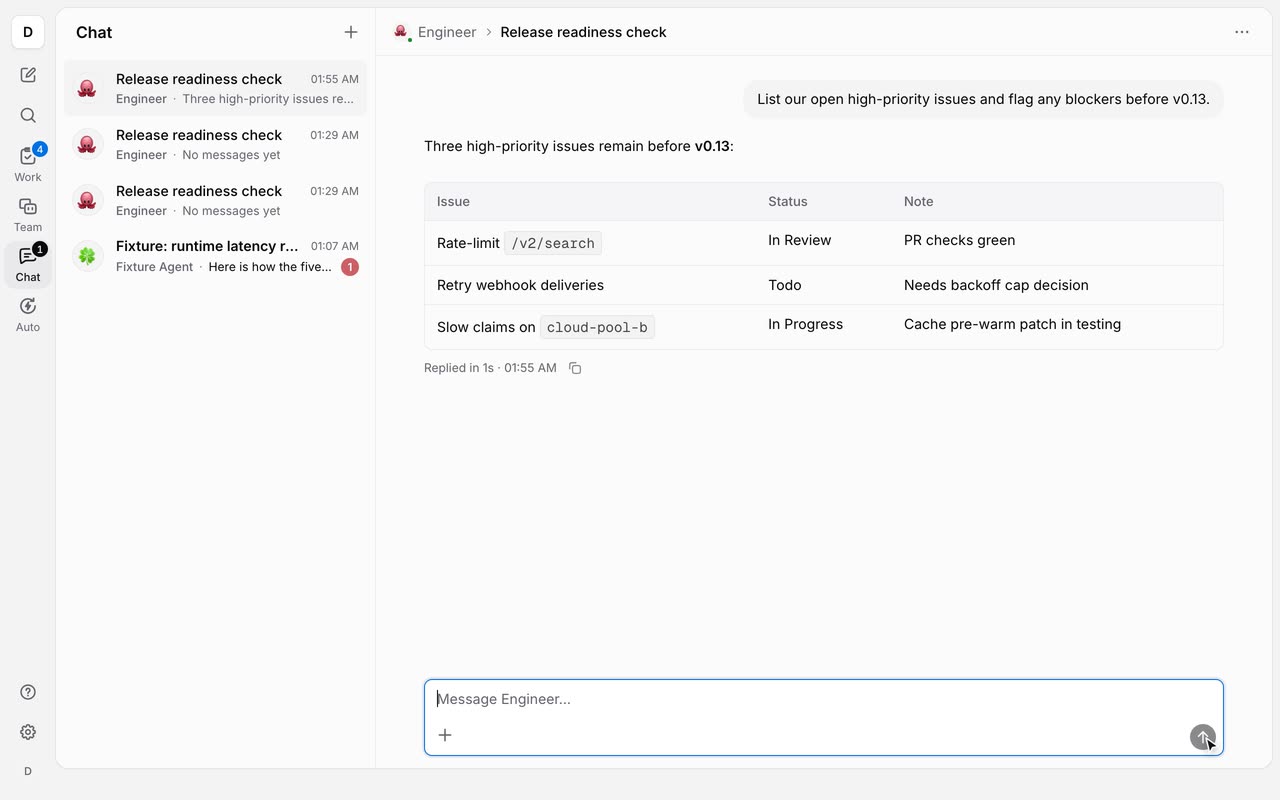 D
Chat
Engineer
Release readiness check
4
Work
Team
1
Chat
Auto
D
Release readiness check
01:55 AM
Engineer · Three high-priority issues re...
Release readiness check
01:29 AM
Engineer · No messages yet
Release readiness check
01:29 AM
Engineer · No messages yet
Fixture: runtime latency r...
01:07 AM
Fixture Agent · Here is how the five...
1
List our open high-priority issues and flag any blockers before v0.13.
Three high-priority issues remain before v0.13:
Issue Status Note
Rate-limit /v2/search In Review PR checks green
Retry webhook deliveries Todo Needs backoff cap decision
Slow claims on cloud-pool-b In Progress Cache pre-warm patch in testing
Replied in 1s · 01:55 AM
Message Engineer...